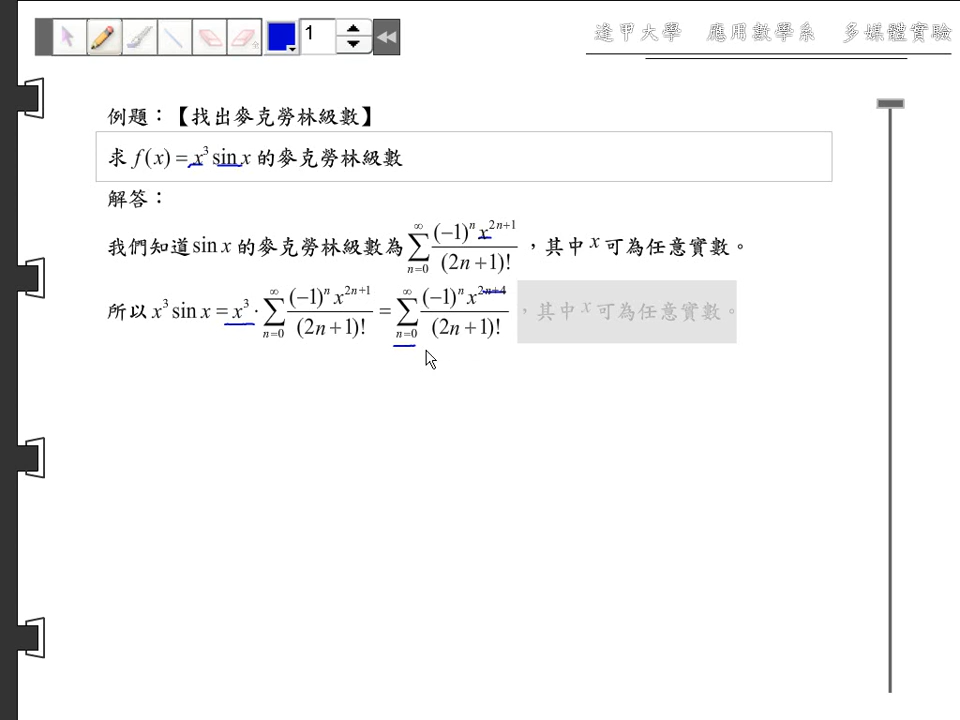 1
逢甲大學 應用數學系 多媒體實驗
例題：【找出麥克勞林級數】
求 f(x) = x³ sin x 的麥克勞林級數
解答：
我們知道 sin x 的麥克勞林級數為 ∑_{n=0}^{∞} (−1)^n x^{2n+1} / (2n+1)! ，其中 x 可為任意實數。
所以 x³ sin x = x³ · ∑_{n=0}^{∞} (−1)^n x^{2n+1} / (2n+1)! = ∑_{n=0}^{∞} (−1)^n x^{2n+4} / (2n+1)! ，其中 x 可為任意實數。